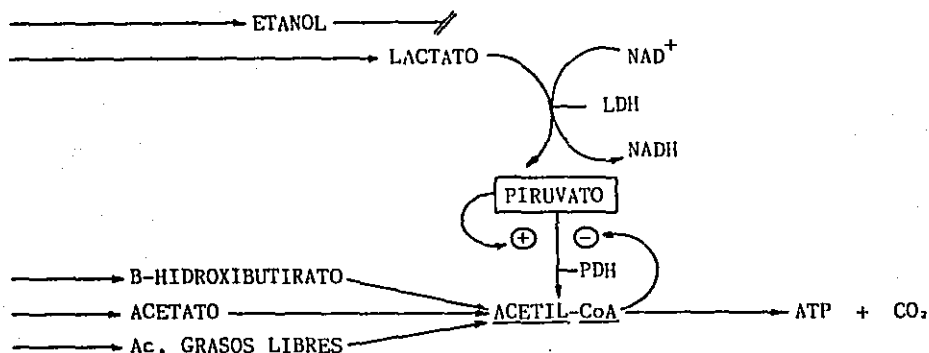 ETANOL
LACTATO
NAD+
LDH
NADH
PIRUVATO
+ −
PDH
B-HIDROXIBUTIRATO
ACETATO
ACETIL-CoA
ATP + CO₂
Ac. GRASOS LIBRES